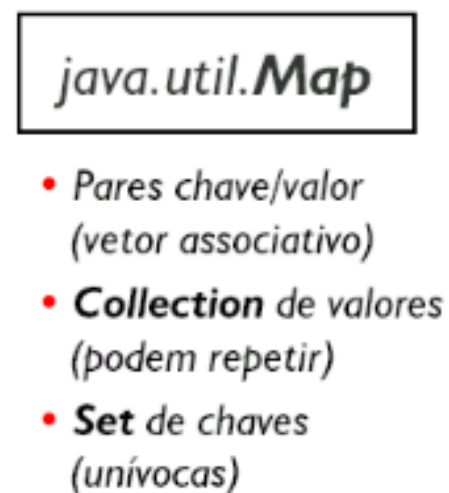 java.util.Map
• Pares chave/valor
(vetor associativo)
• Collection de valores
(podem repetir)
• Set de chaves
(unívocas)